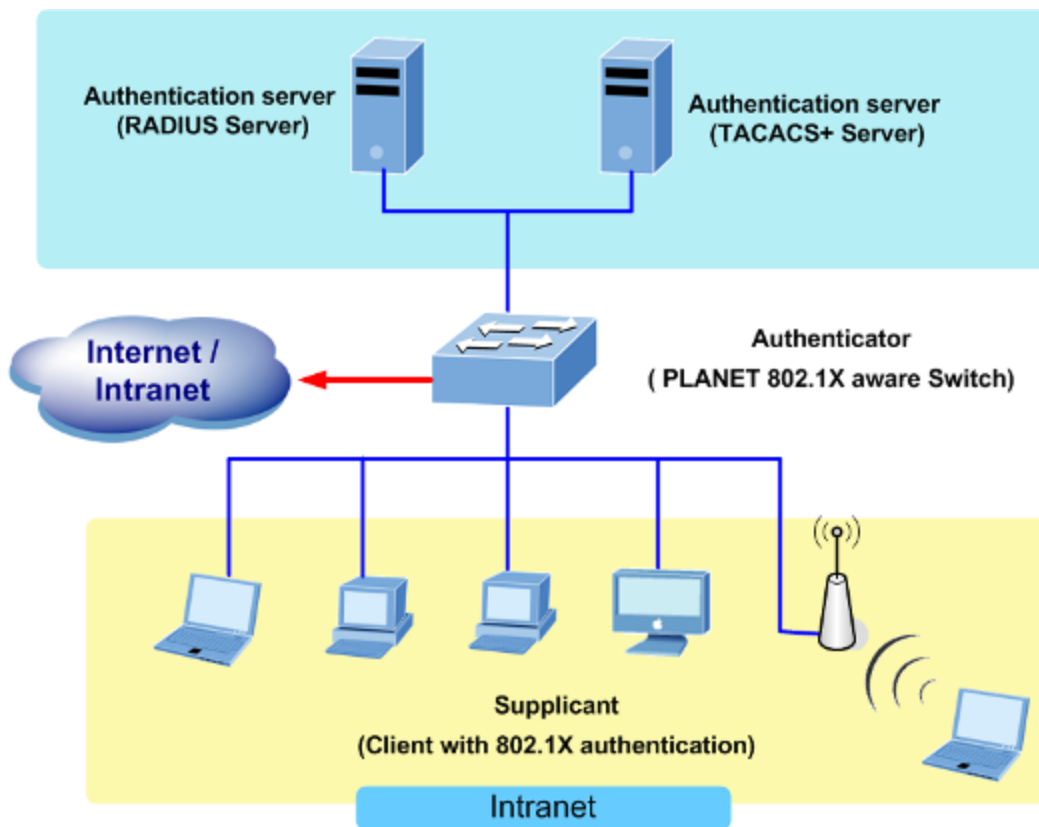 Authentication server
(RADIUS Server)
Authentication server
(TACACS+ Server)
Internet /
Intranet
Authenticator
( PLANET 802.1X aware Switch)
Supplicant
(Client with 802.1X authentication)
Intranet